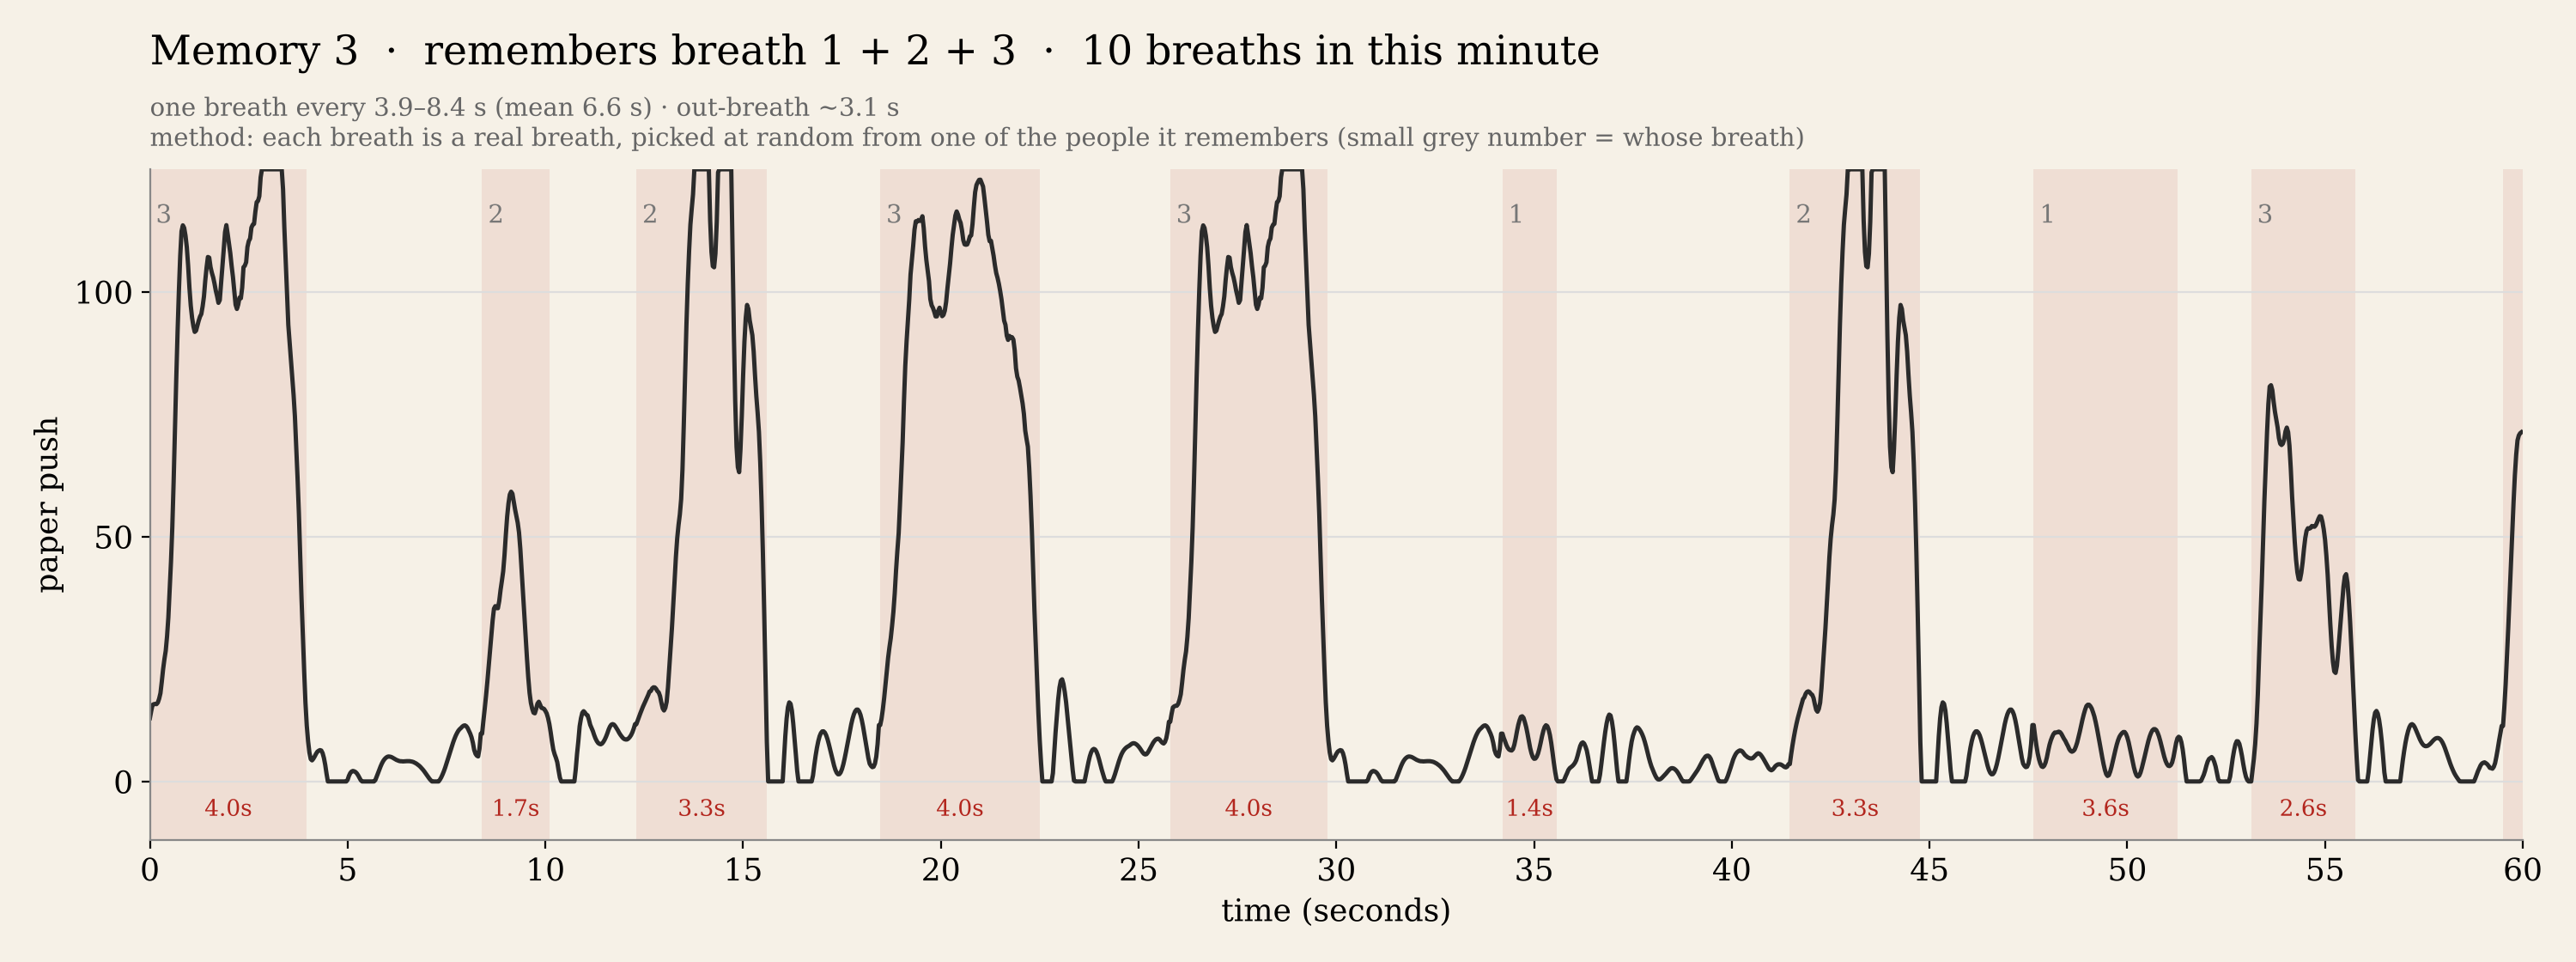 Memory 3 · remembers breath 1 + 2 + 3 · 10 breaths in this minute
one breath every 3.9–8.4 s (mean 6.6 s) · out-breath ~3.1 s
method: each breath is a real breath, picked at random from one of the people it remembers (small grey number = whose breath)
3 2 2 3 3 1 2 1 3
100
50
0
paper push
4.0s 1.7s 3.3s 4.0s 4.0s 1.4s 3.3s 3.6s 2.6s
0 5 10 15 20 25 30 35 40 45 50 55 60
time (seconds)